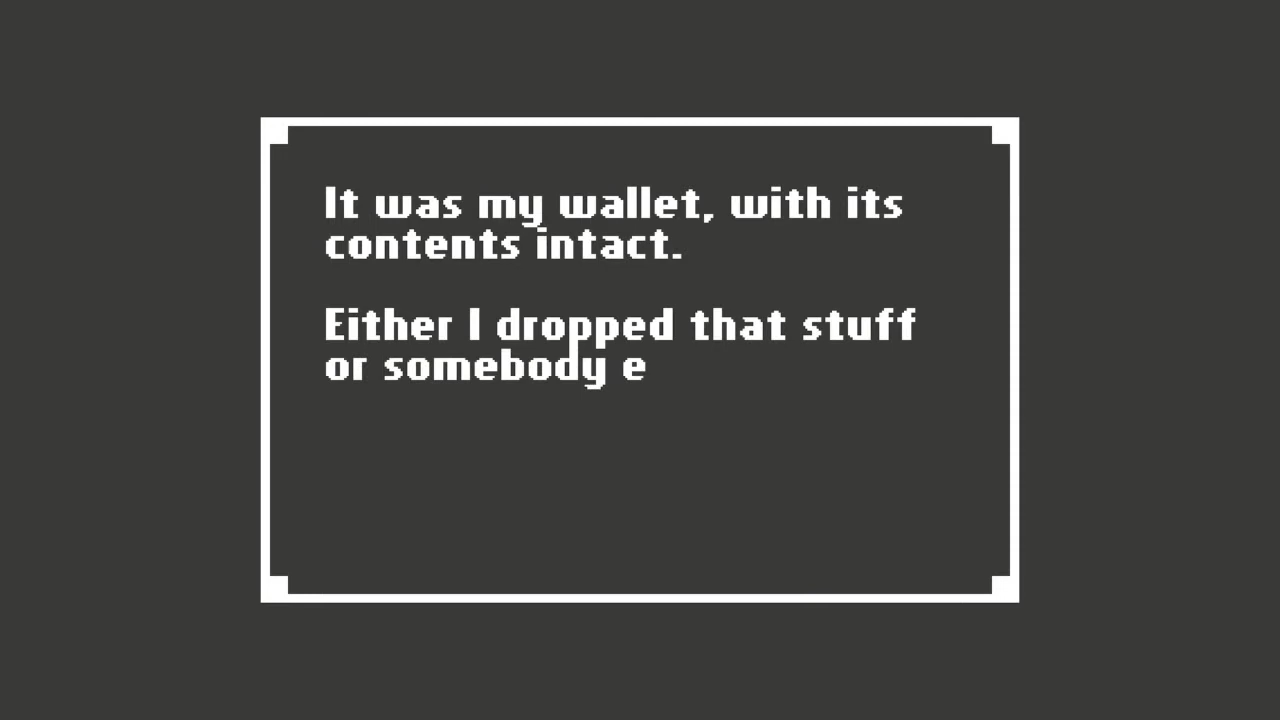 It was my wallet, with its
contents intact.
Either I dropped that stuff
or somebody e